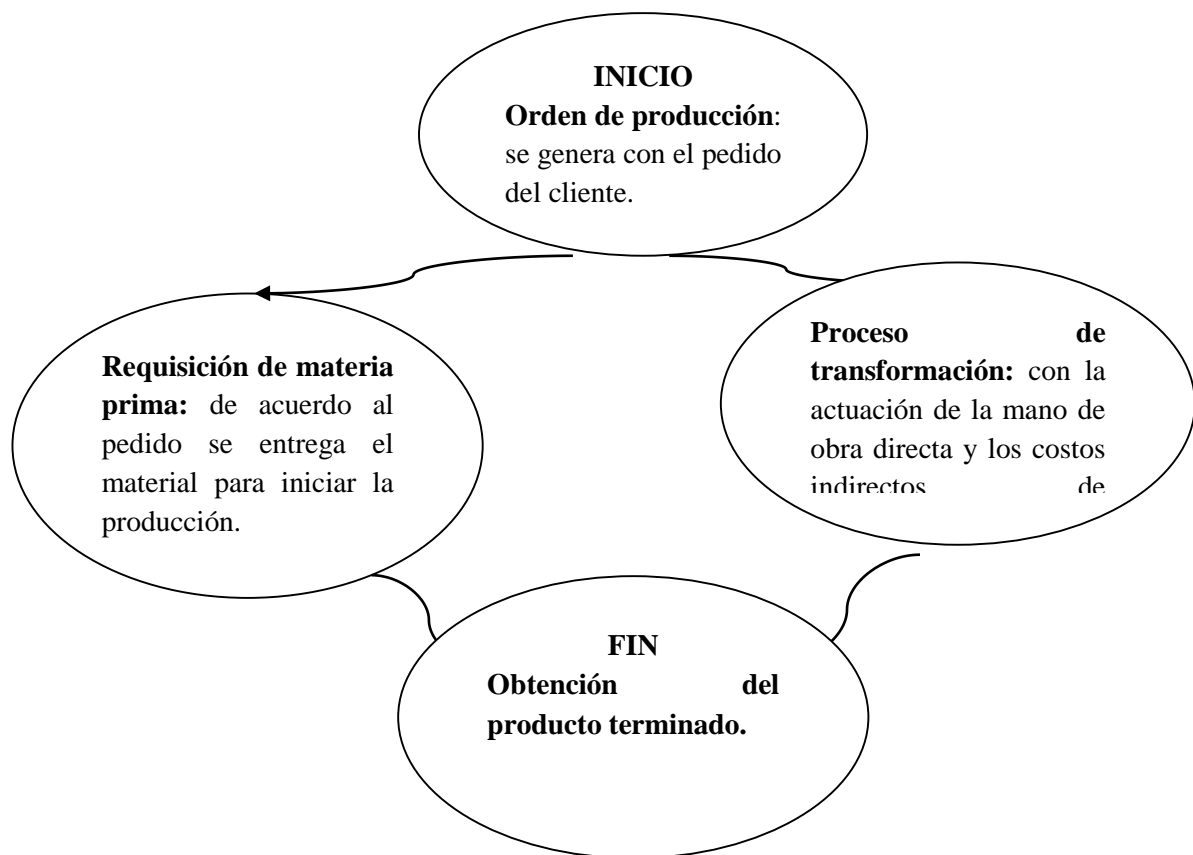 INICIO
Orden de producción:
se genera con el pedido
del cliente.
Requisición de materia
prima: de acuerdo al
pedido se entrega el
material para iniciar la
producción.
Proceso de
transformación: con la
actuación de la mano de
obra directa y los costos
indirectos de
FIN
Obtención del
producto terminado.